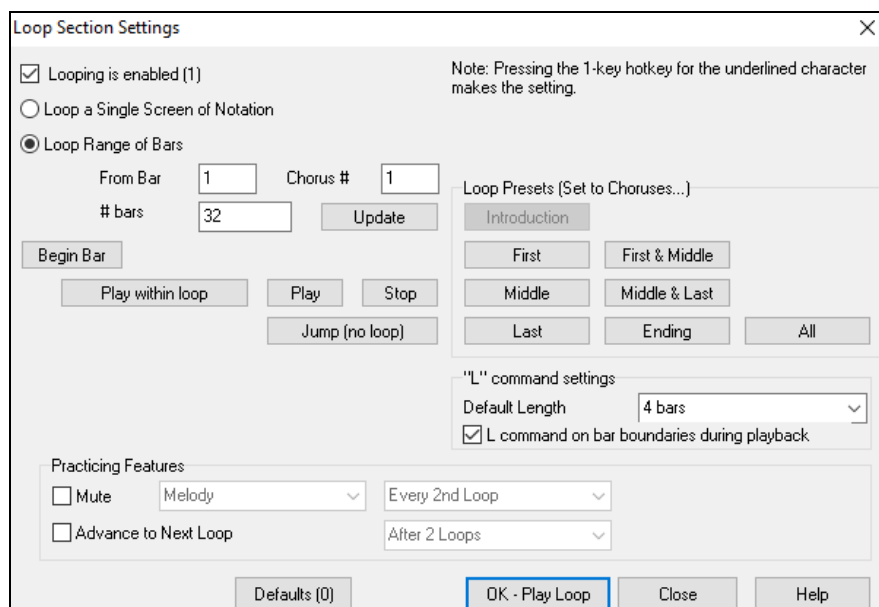 Loop Section Settings
Looping is enabled (1)
Note: Pressing the 1-key hotkey for the underlined character
makes the setting.
Loop a Single Screen of Notation
Loop Range of Bars
From Bar 1 Chorus # 1
# bars 32 Update
Begin Bar
Play within loop Play Stop
Jump (no loop)
Loop Presets (Set to Choruses...)
Introduction
First First & Middle
Middle Middle & Last
Last Ending All
"L" command settings
Default Length 4 bars
L command on bar boundaries during playback
Practicing Features
Mute Melody Every 2nd Loop
Advance to Next Loop After 2 Loops
Defaults (0) OK - Play Loop Close Help